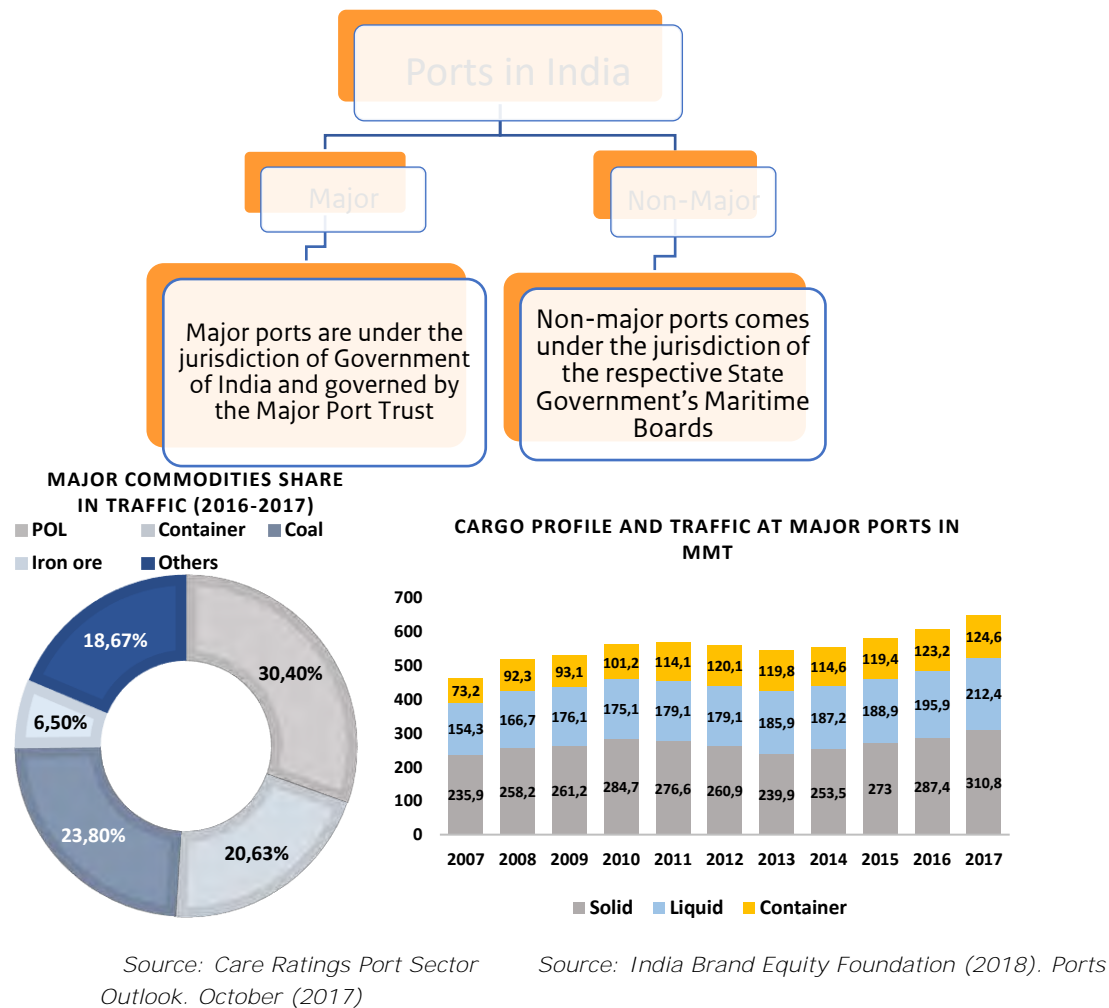 Ports in India
Major
Non-Major
Major ports are under the
jurisdiction of Government
of India and governed by
the Major Port Trust
Non-major ports comes
under the jurisdiction of
the respective State
Government's Maritime
Boards
MAJOR COMMODITIES SHARE
IN TRAFFIC (2016-2017)
POL Container Coal
Iron ore Others
18,67%
30,40%
6,50%
23,80%
20,63%
CARGO PROFILE AND TRAFFIC AT MAJOR PORTS IN
MMT
700
600
500
400
300
200
100
0
73,2 92,3 93,1 101,2 114,1 120,1 119,8 114,6 119,4 123,2 124,6
154,3 166,7 176,1 175,1 179,1 179,1 185,9 187,2 188,9 195,9 212,4
235,9 258,2 261,2 284,7 276,6 260,9 239,9 253,5 273 287,4 310,8
2007 2008 2009 2010 2011 2012 2013 2014 2015 2016 2017
Solid Liquid Container
Source: Care Ratings Port Sector
Outlook. October (2017)
Source: India Brand Equity Foundation (2018). Ports